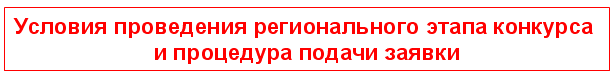 Условия проведения регионального этапа конкурса
и процедура подачи заявки